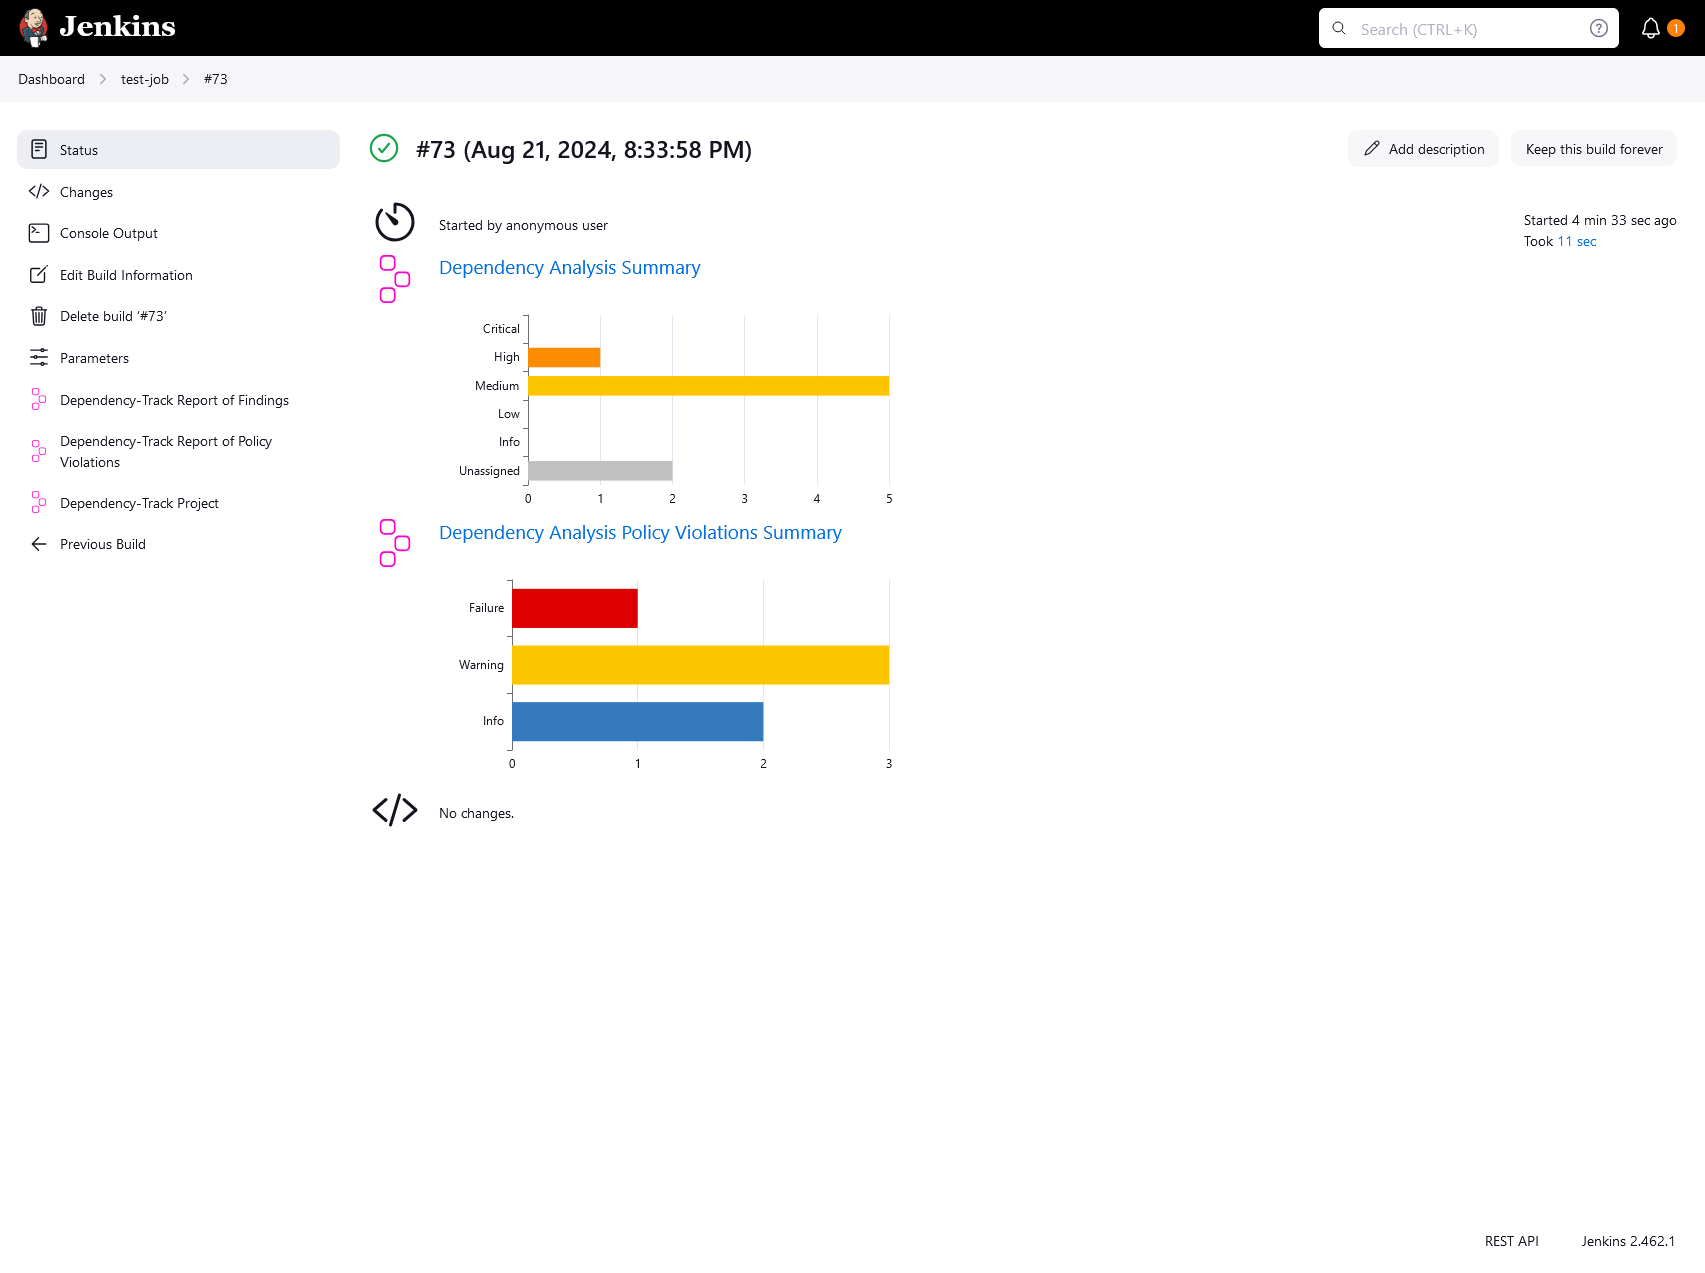 Jenkins
Search (CTRL+K)
1
Dashboard
test-job
#73
Status
Changes
Console Output
Edit Build Information
Delete build ‘#73’
Parameters
Dependency-Track Report of Findings
Dependency-Track Report of Policy
Violations
Dependency-Track Project
Previous Build
#73 (Aug 21, 2024, 8:33:58 PM)
Add description
Keep this build forever
Started by anonymous user
Started 4 min 33 sec ago
Took 11 sec
Dependency Analysis Summary
Critical
High
Medium
Low
Info
Unassigned
0 1 2 3 4 5
Dependency Analysis Policy Violations Summary
Failure
Warning
Info
0 1 2 3
No changes.
REST API
Jenkins 2.462.1